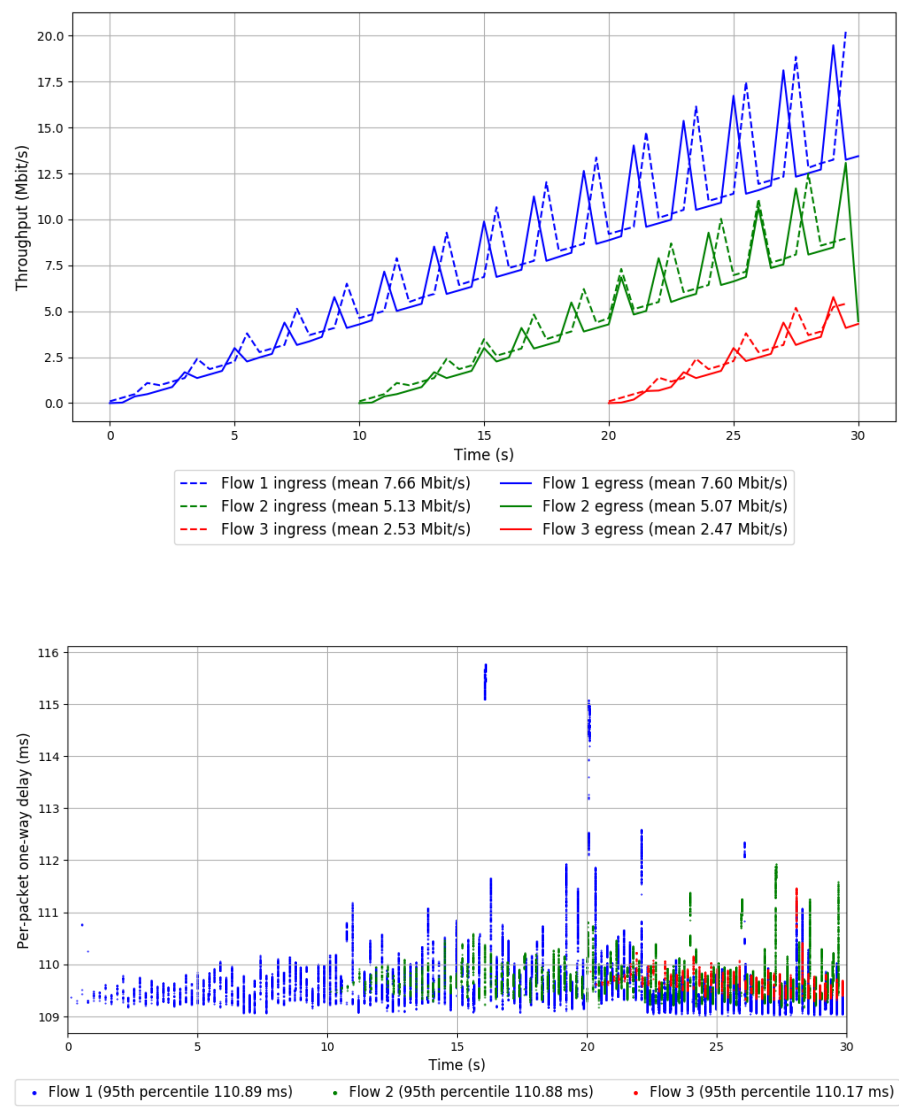 20.0
17.5
15.0
12.5
10.0
7.5
5.0
2.5
0.0
Throughput (Mbit/s)
0 5 10 15 20 25 30
Time (s)
Flow 1 ingress (mean 7.66 Mbit/s) Flow 1 egress (mean 7.60 Mbit/s)
Flow 2 ingress (mean 5.13 Mbit/s) Flow 2 egress (mean 5.07 Mbit/s)
Flow 3 ingress (mean 2.53 Mbit/s) Flow 3 egress (mean 2.47 Mbit/s)
116
115
114
113
112
111
110
109
Per-packet one-way delay (ms)
0 5 10 15 20 25 30
Time (s)
Flow 1 (95th percentile 110.89 ms) Flow 2 (95th percentile 110.88 ms) Flow 3 (95th percentile 110.17 ms)